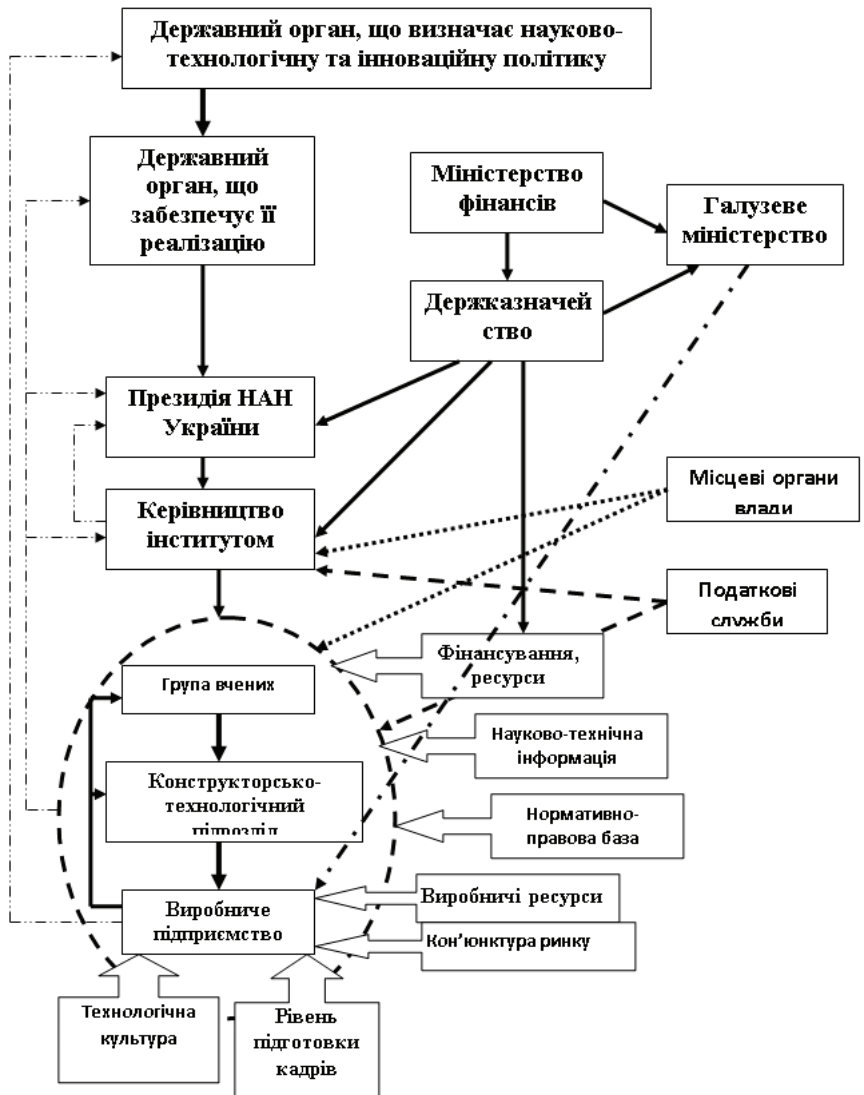 Державний орган, що визначає науково-
технологічну та інноваційну політику
Державний
орган, що
забезпечує її
реалізацію
Міністерство
фінансів
Галузеве
міністерство
Держказначей
ство
Президія НАН
України
Місцеві органи
влади
Керівництво
інститутом
Податкові
служби
Фінансування,
ресурси
Група вчених
Науково-технічна
інформація
Конструкторсько-
технологічний
підрозділ
Нормативно-
правова база
Виробничі ресурси
Виробниче
підприємство
Кон’юнктура ринку
Технологічна
культура
Рівень
підготовки
кадрів